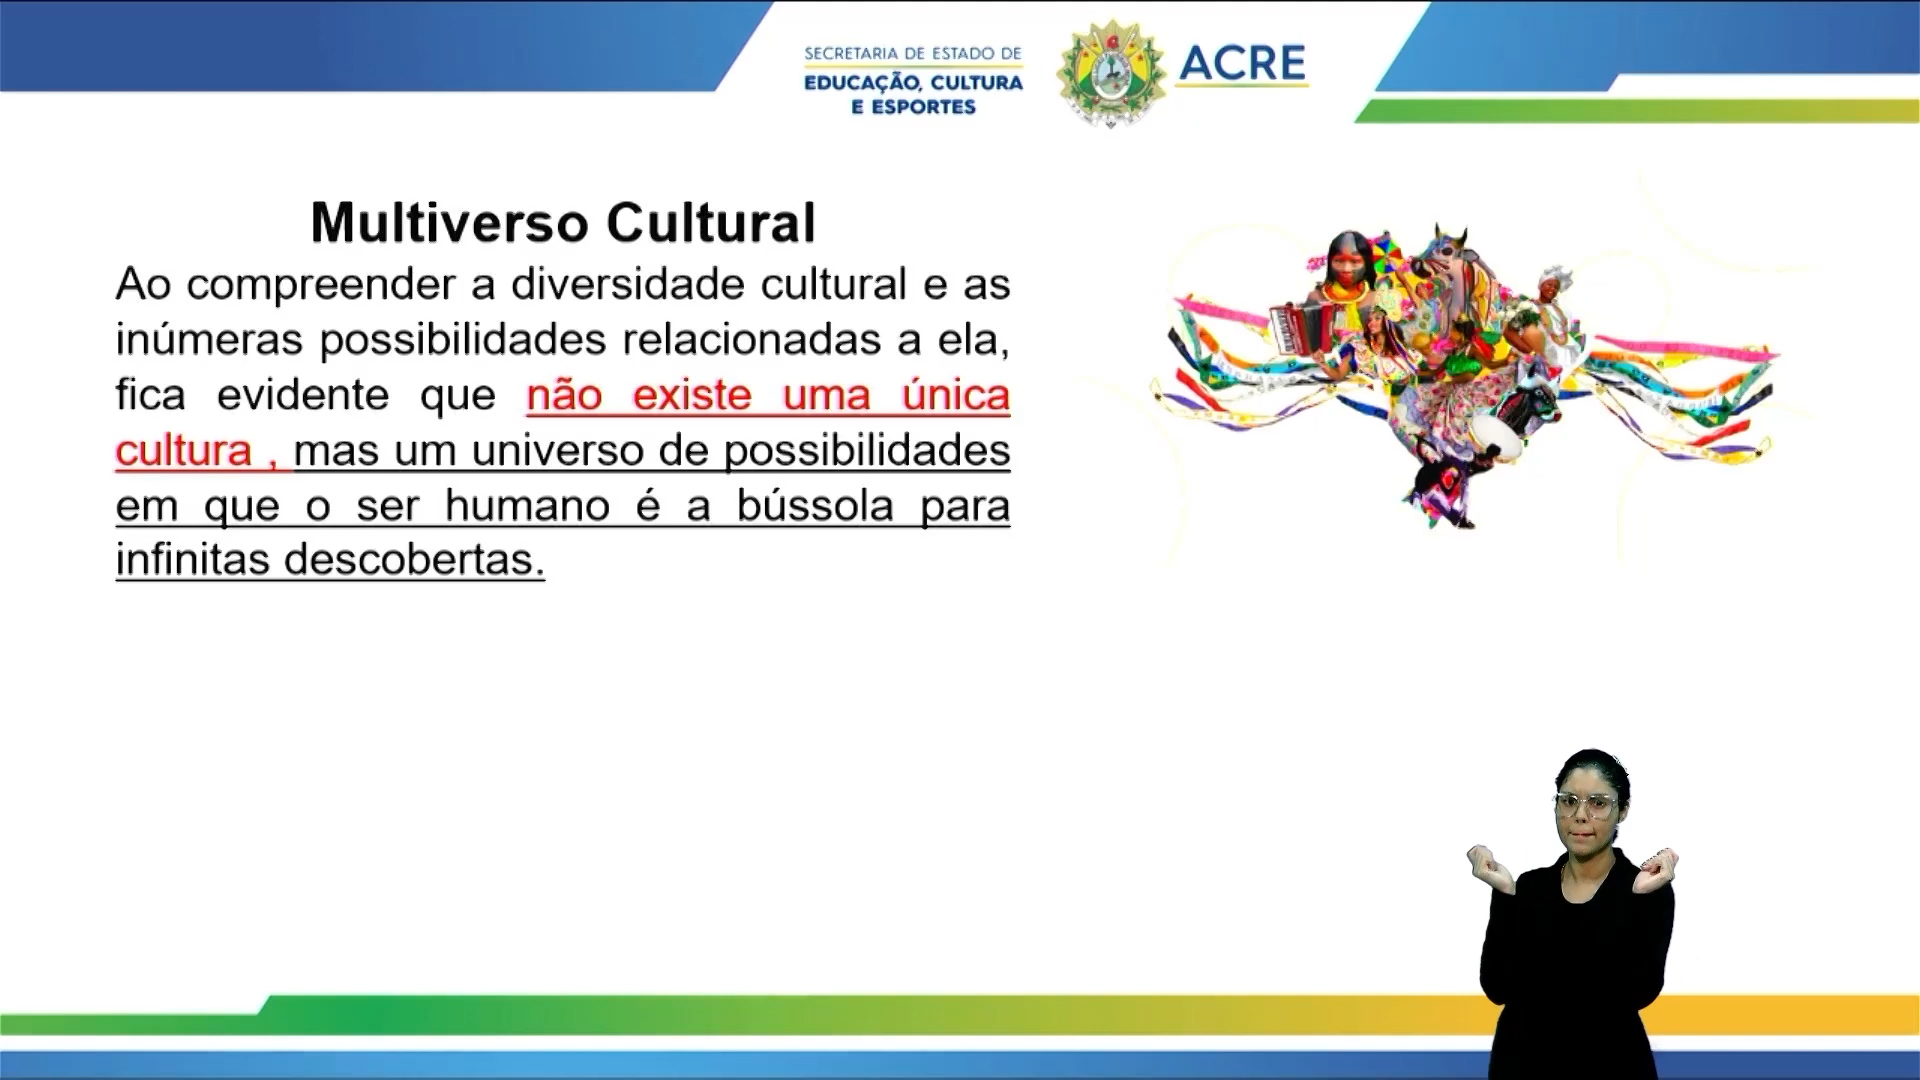 SECRETARIA DE ESTADO DE
EDUCAÇÃO, CULTURA
E ESPORTES
ACRE
Multiverso Cultural
Ao compreender a diversidade cultural e as
inúmeras possibilidades relacionadas a ela,
fica evidente que não existe uma única
cultura , mas um universo de possibilidades
em que o ser humano é a bússola para
infinitas descobertas.